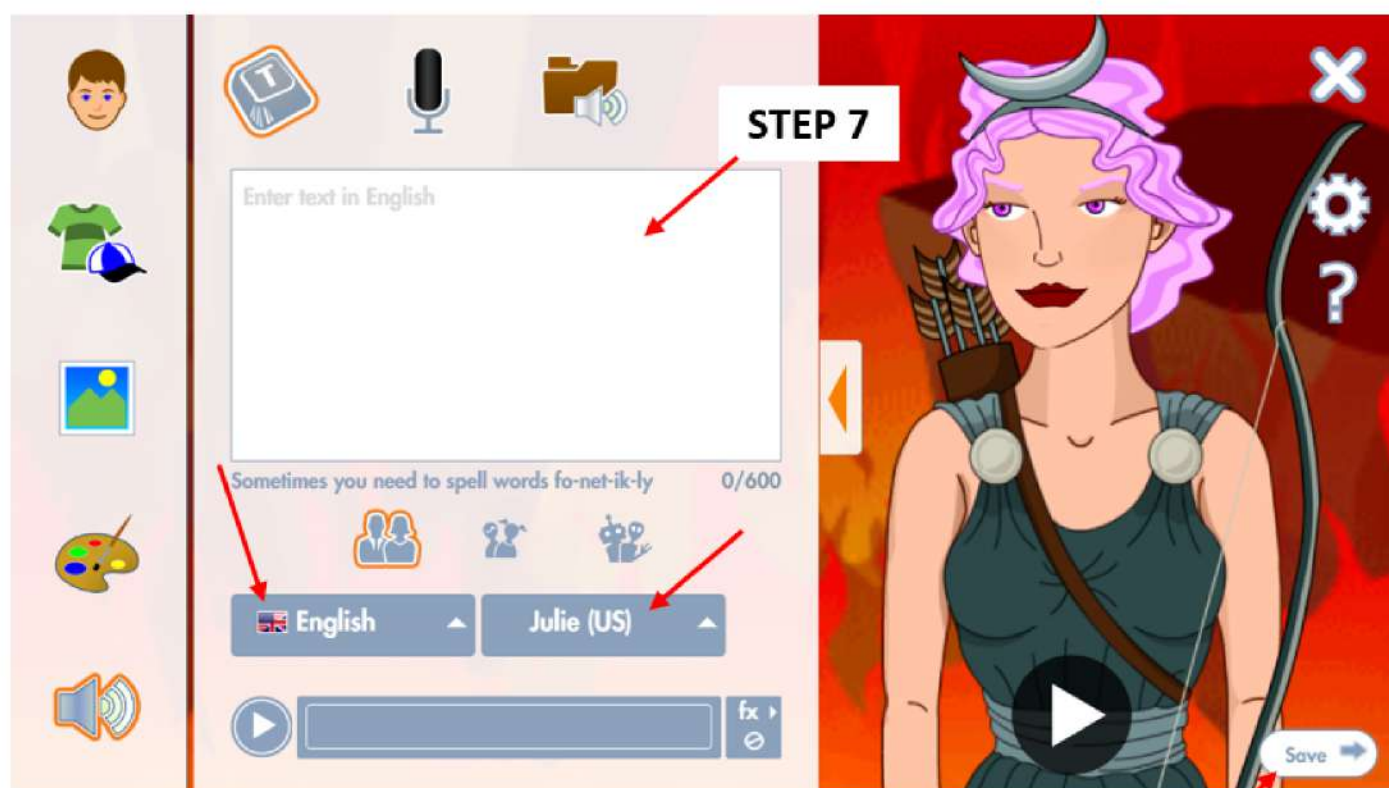 T
STEP 7
Enter text in English
Sometimes you need to spell words fo-net-ik-ly 0/600
English Julie (US)
fx
Save
?